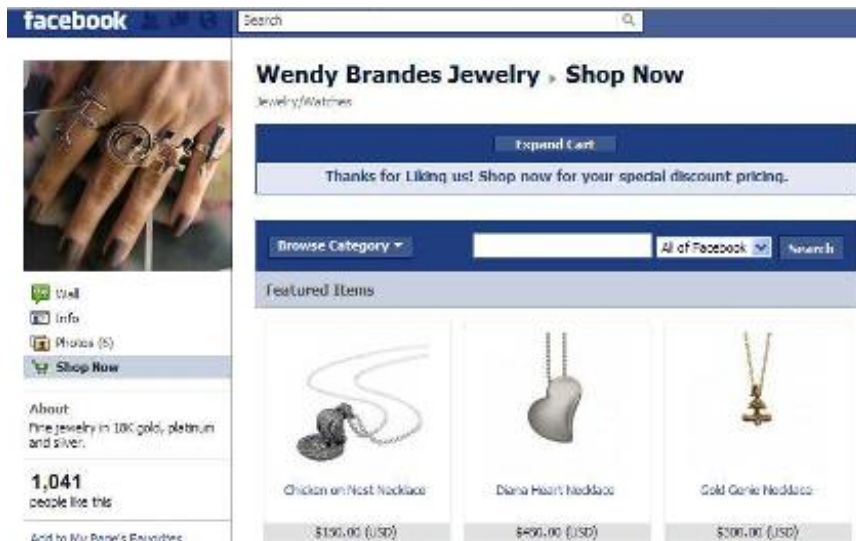 facebook
Search
Wendy Brandes Jewelry ▸ Shop Now
Jewelry/Watches
Expand Cart
Thanks for Liking us! Shop now for your special discount pricing.
Browse Category
All of Facebook
Search
Featured Items
Wall
Info
Photos (6)
Shop Now
About
Fine jewelry in 18K gold, platinum
and silver.
1,041
people like this
Add to My Page's Favorites
Chicken on Nest Necklace
Diana Heart Necklace
Gold Genie Necklace
$150.00 (USD)
$450.00 (USD)
$300.00 (USD)